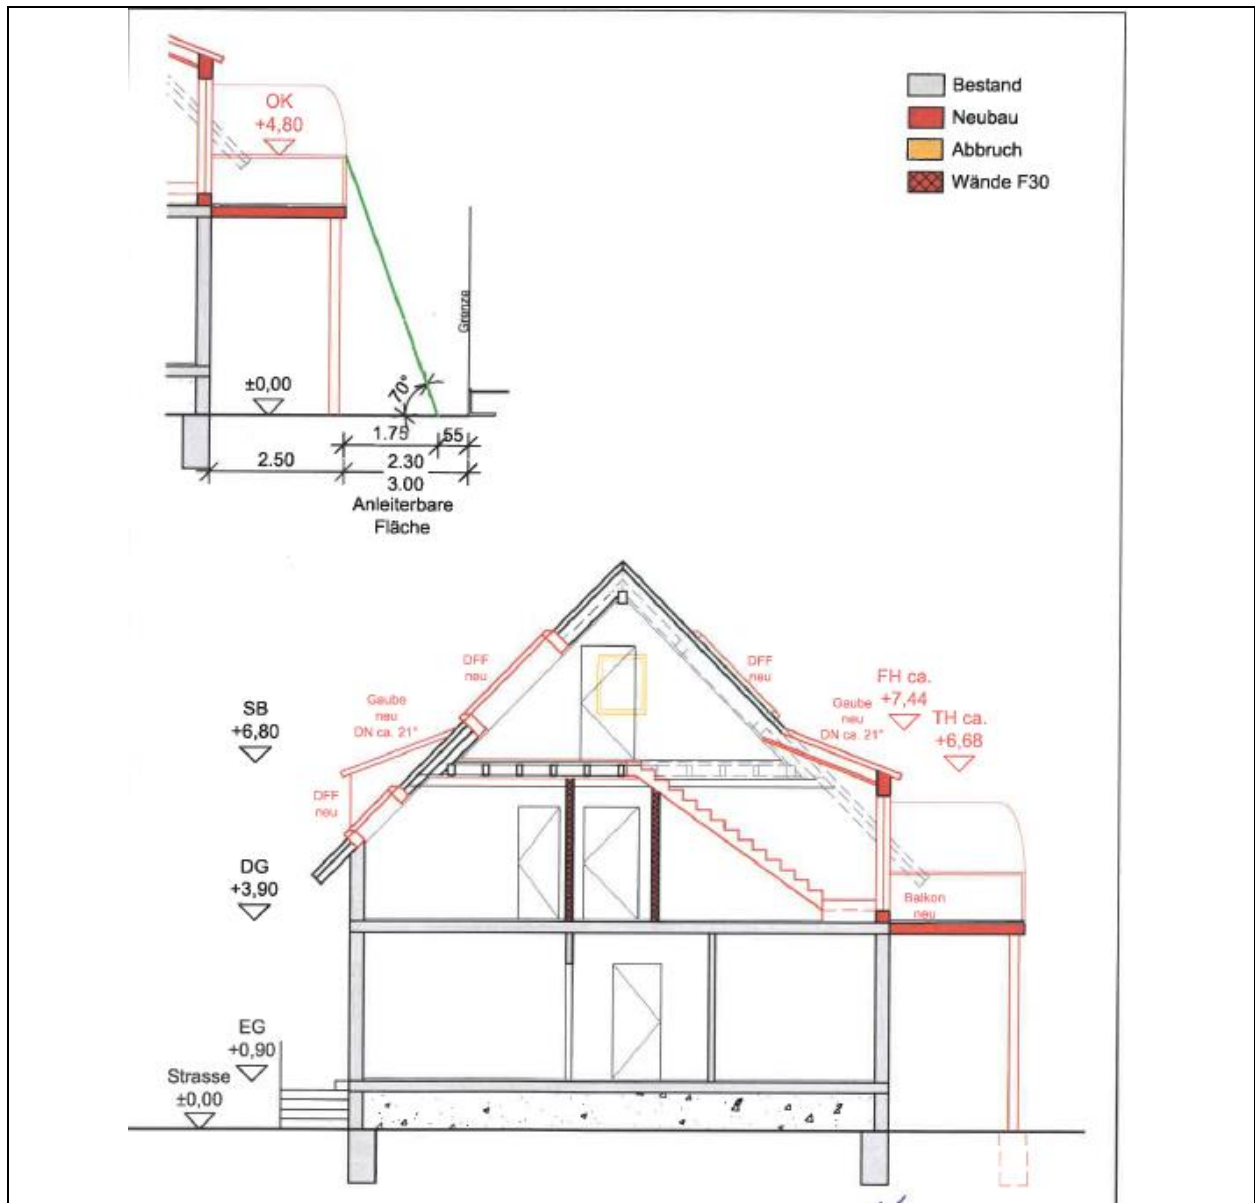 OK
+4,80
Bestand
Neubau
Abbruch
Wände F30
Grenze
±0,00
70°
1.75
55
2.50
2.30
3.00
Anleiterbare
Fläche
DFF
neu
DFF
neu
FH ca.
+7,44
Gaube
neu
DN ca. 21°
Gaube
neu
DN ca. 21°
TH ca.
+6,68
SB
+6,80
DFF
neu
DG
+3,90
Balkon
neu
EG
+0,90
Strasse
±0,00